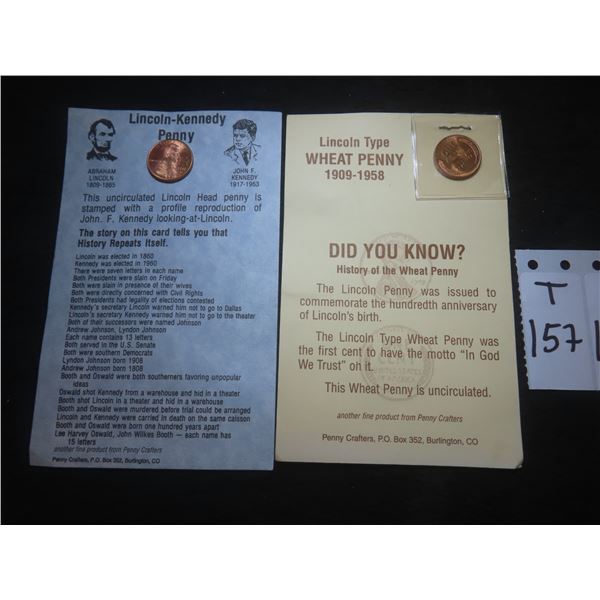 Lincoln-Kennedy
Penny
ABRAHAM
LINCOLN
1809-1865
JOHN F.
KENNEDY
1917-1963
This uncirculated Lincoln Head penny is
stamped with a profile reproduction of
John. F. Kennedy looking-at-Lincoln.
The story on this card tells you that
History Repeats Itself.
Lincoln was elected in 1860
Kennedy was elected in 1960
There were seven letters in each name
Both Presidents were slain on Friday
Both were slain in presence of their wives
Both were directly concerned with Civil Rights
Both Presidents had legality of elections contested
Kennedy's Secretary Lincoln warned him not to go to Dallas
Lincoln's secretary Kennedy warned him not to go to the theater
Both of their successors were named Johnson
Andrew Johnson, Lyndon Johnson
Each name contains 13 letters
Both served in the U.S. Senate
Both were southern Democrats
Lyndon Johnson born 1908
Andrew Johnson born 1808
Booth and Oswald were both southerners favoring unpopular
ideas
Oswald shot Kennedy from a warehouse and hid in a theater
Booth shot Lincoln in a theater and hid in a warehouse
Booth and Oswald were murdered before trial could be arranged
Lincoln and Kennedy were carried in death on the same caisson
Booth and Oswald were born one hundred years apart
Lee Harvey Oswald, John Wilkes Booth — each name has
15 letters
another fine product from Penny Crafters
Penny Crafters, P.O. Box 352, Burlington, CO
Lincoln Type
WHEAT PENNY
1909-1958
DID YOU KNOW?
History of the Wheat Penny
The Lincoln Penny was issued to
commemorate the hundredth anniversary
of Lincoln's birth.
The Lincoln Type Wheat Penny was
the first cent to have the motto "In God
We Trust" on it.
This Wheat Penny is uncirculated.
another fine product from Penny Crafters
Penny Crafters, P.O. Box 352, Burlington, CO
T
157